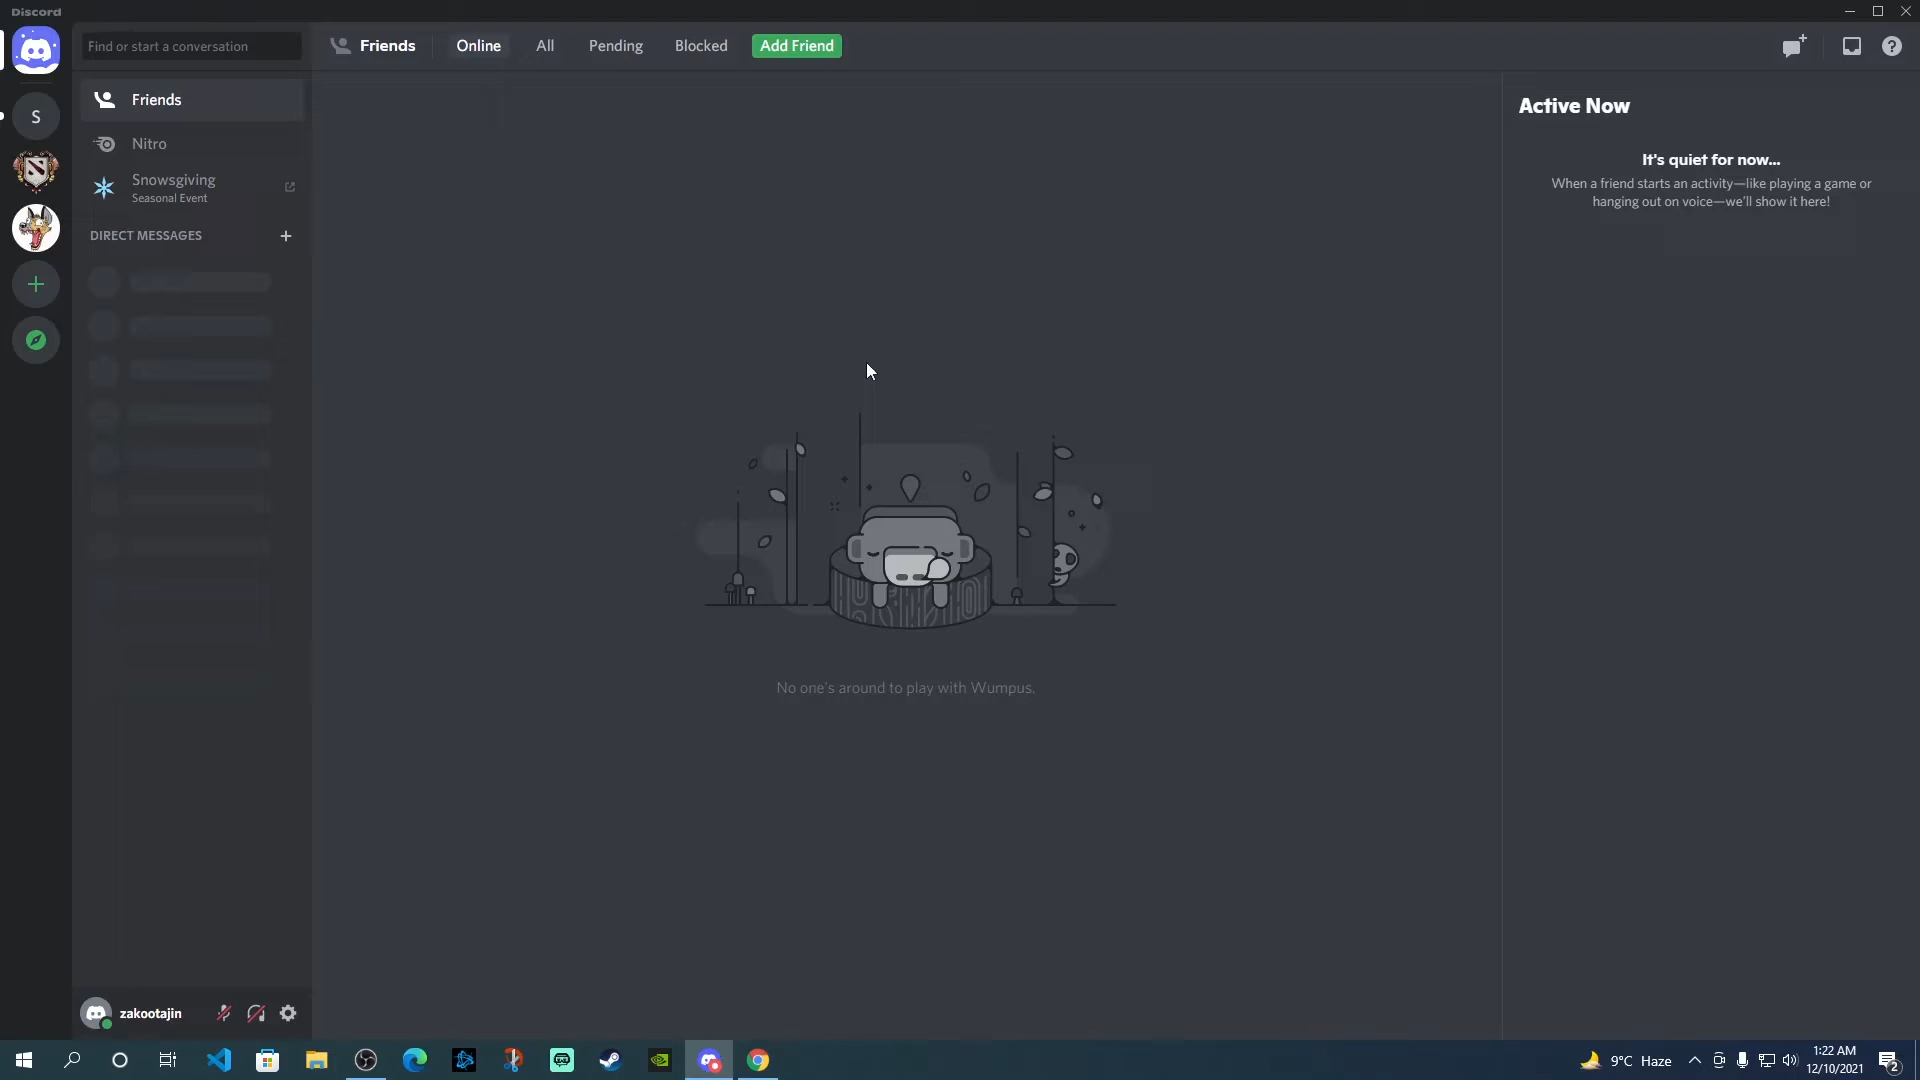 Discord
Find or start a conversation
Friends
Online
All
Pending
Blocked
Add Friend
Friends
Nitro
Snowsgiving
Seasonal Event
DIRECT MESSAGES
S
Active Now
It's quiet for now...
When a friend starts an activity—like playing a game or
hanging out on voice—we'll show it here!
No one's around to play with Wumpus.
zakootajin
9°C Haze
1:22 AM
12/10/2021
2